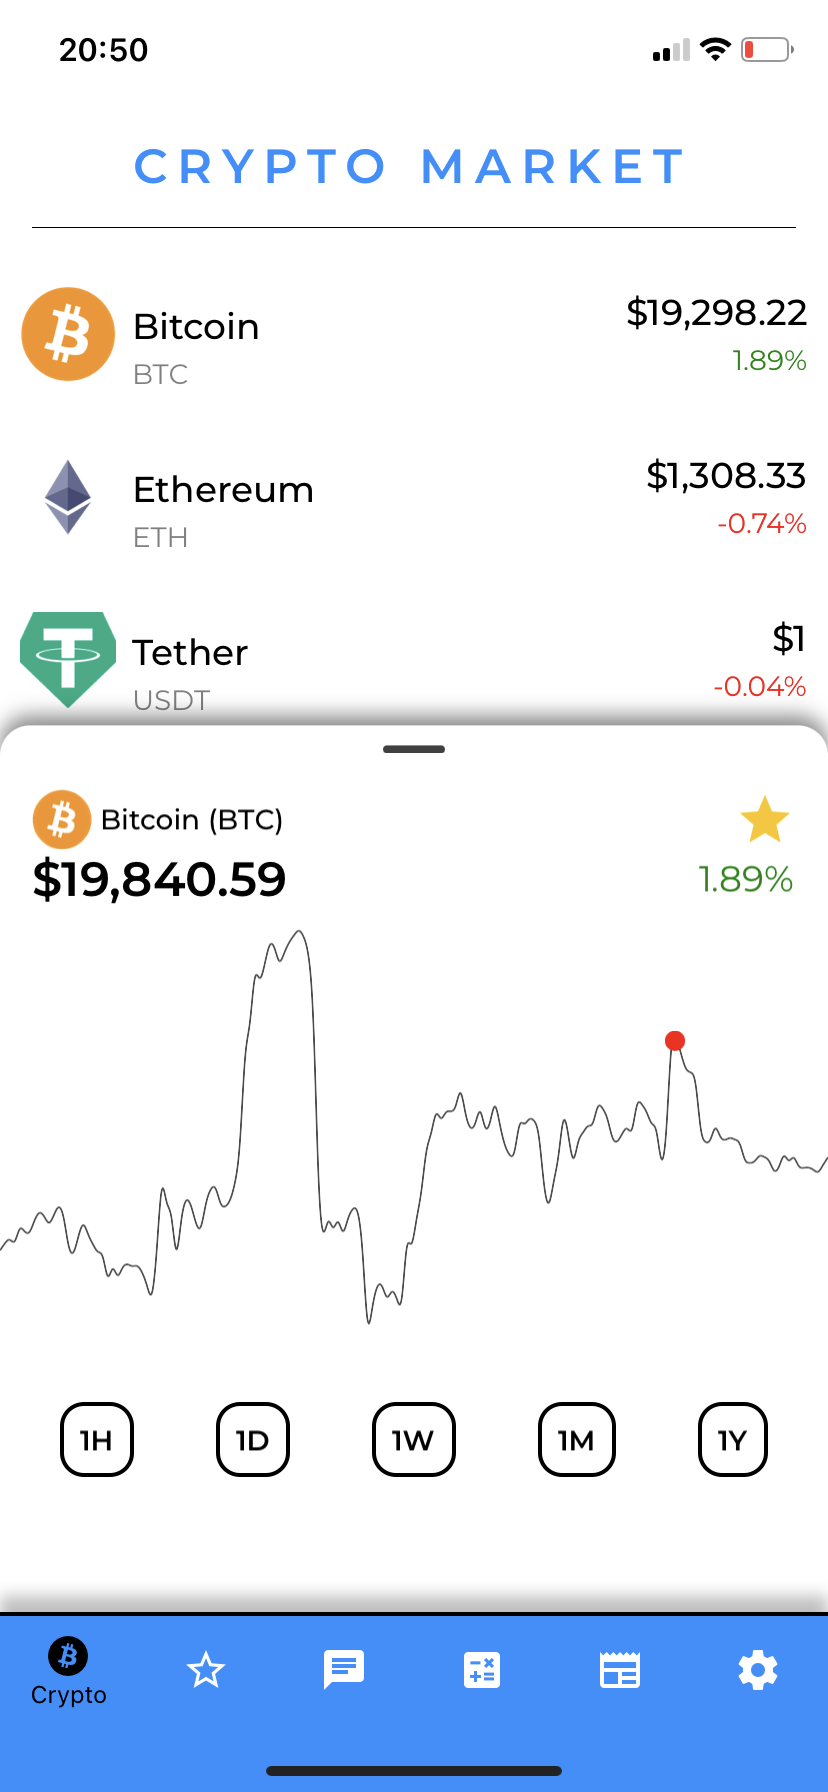 20:50
CRYPTO MARKET
Bitcoin
BTC
$19,298.22
1.89%
Ethereum
ETH
$1,308.33
-0.74%
Tether
USDT
$1
-0.04%
Bitcoin (BTC)
$19,840.59
1.89%
1H 1D 1W 1M 1Y
Crypto